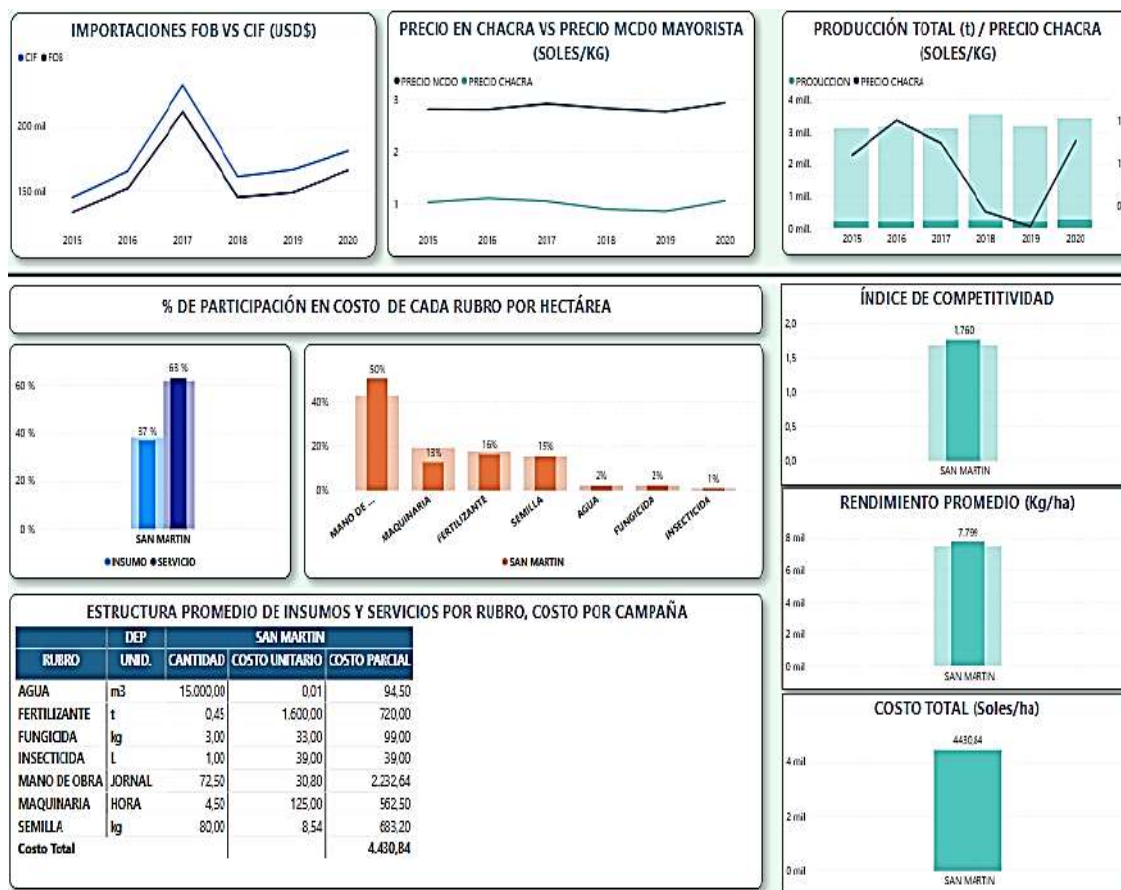 IMPORTACIONES FOB VS CIF (USD$)
CIF FOB
200 mil
150 mil
2015 2016 2017 2018 2019 2020
PRECIO EN CHACRA VS PRECIO MCDO MAYORISTA
(SOLES/KG)
PRECIO MCDO PRECIO CHACRA
3
2
1
2015 2016 2017 2018 2019 2020
PRODUCCIÓN TOTAL (t) / PRECIO CHACRA
(SOLES/KG)
PRODUCCION PRECIO CHACRA
4 mill.
3 mill.
2 mill.
1 mill.
0 mill.
1
1
0
2015 2016 2017 2018 2019 2020
% DE PARTICIPACIÓN EN COSTO DE CADA RUBRO POR HECTÁREA
60 %
40 %
20 %
0 %
37 %
63 %
SAN MARTIN
INSUMO SERVICIO
40%
20%
0%
50%
13%
16%
15%
2%
2%
1%
MANO DE ...
MAQUINARIA
FERTILIZANTE
SEMILLA
AGUA
FUNGICIDA
INSECTICIDA
SAN MARTIN
ÍNDICE DE COMPETITIVIDAD
2,0
1,5
1,0
0,5
0,0
1,760
SAN MARTIN
RENDIMIENTO PROMEDIO (Kg/ha)
8 mil
6 mil
4 mil
2 mil
0 mil
SAN MARTIN
COSTO TOTAL (Soles/ha)
4430,84
4 mil
2 mil
0 mil
SAN MARTIN
ESTRUCTURA PROMEDIO DE INSUMOS Y SERVICIOS POR RUBRO, COSTO POR CAMPAÑA
DEP SAN MARTIN
RUBRO UNID. CANTIDAD COSTO UNITARIO COSTO PARCIAL
AGUA m3 15.000,00 0,01 94,50
FERTILIZANTE t 0,45 1.600,00 720,00
FUNGICIDA kg 3,00 33,00 99,00
INSECTICIDA L 1,00 39,00 39,00
MANO DE OBRA JORNAL 72,50 30,80 2.232,64
MAQUINARIA HORA 4,50 125,00 562,50
SEMILLA kg 80,00 8,54 683,20
Costo Total 4.430,84